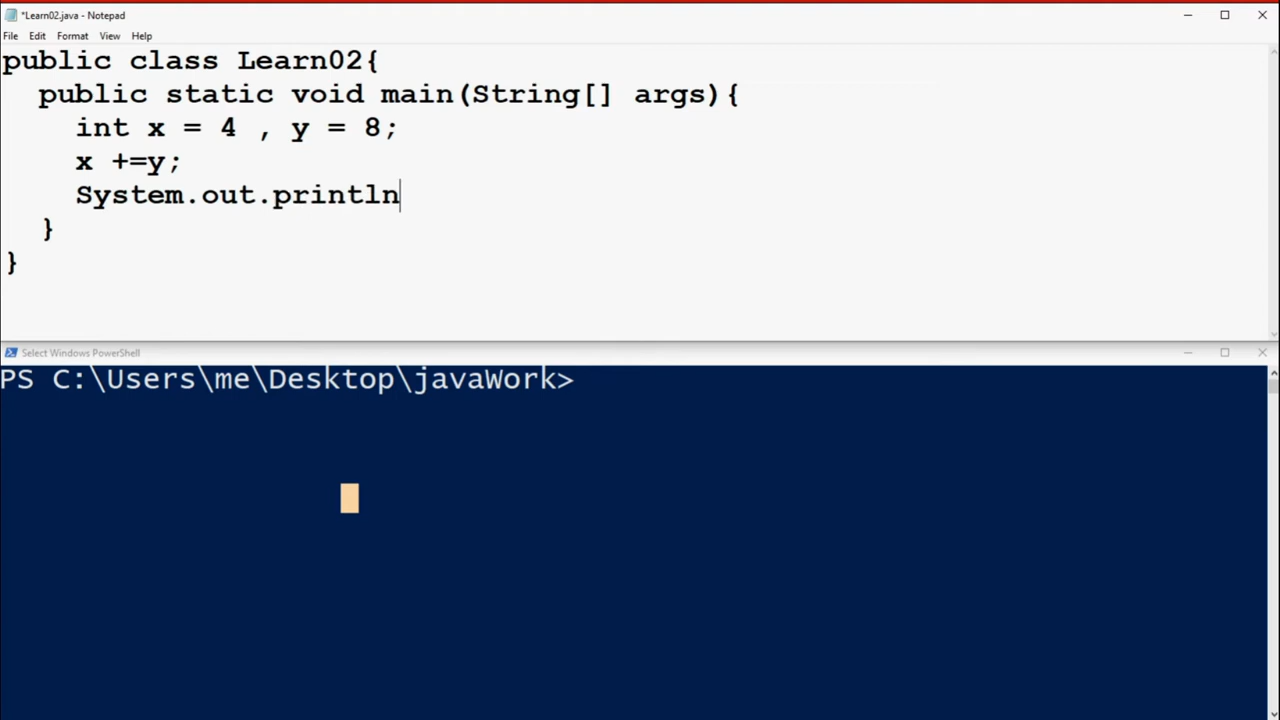 *Learn02.java - Notepad
File Edit Format View Help
public class Learn02{
public static void main(String[] args){
int x = 4 , y = 8;
x +=y;
System.out.println
}
}
Select Windows PowerShell
PS C:\Users\me\Desktop\javaWork>